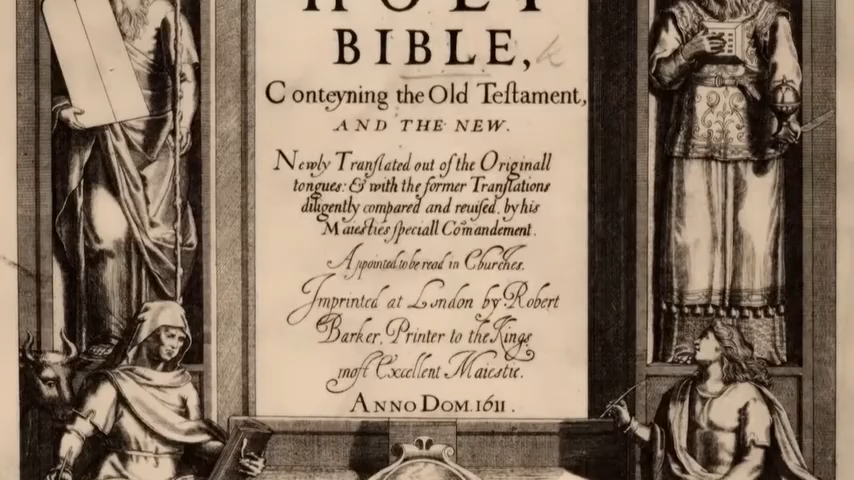 HOLY
BIBLE,
Conteyning the Old Teſtament,
AND THE NEW.
Newly Tranſlated out of the Originall
tongues: & with the former Tranſlations
diligently compared and reuiſed, by his
Maieſties ſpeciall Cõmandement.
Appointed to be read in Churches.
Imprinted at London by Robert
Barker, Printer to the Kings
moſt Excellent Maieſtie.
ANNO DOM. 1611.